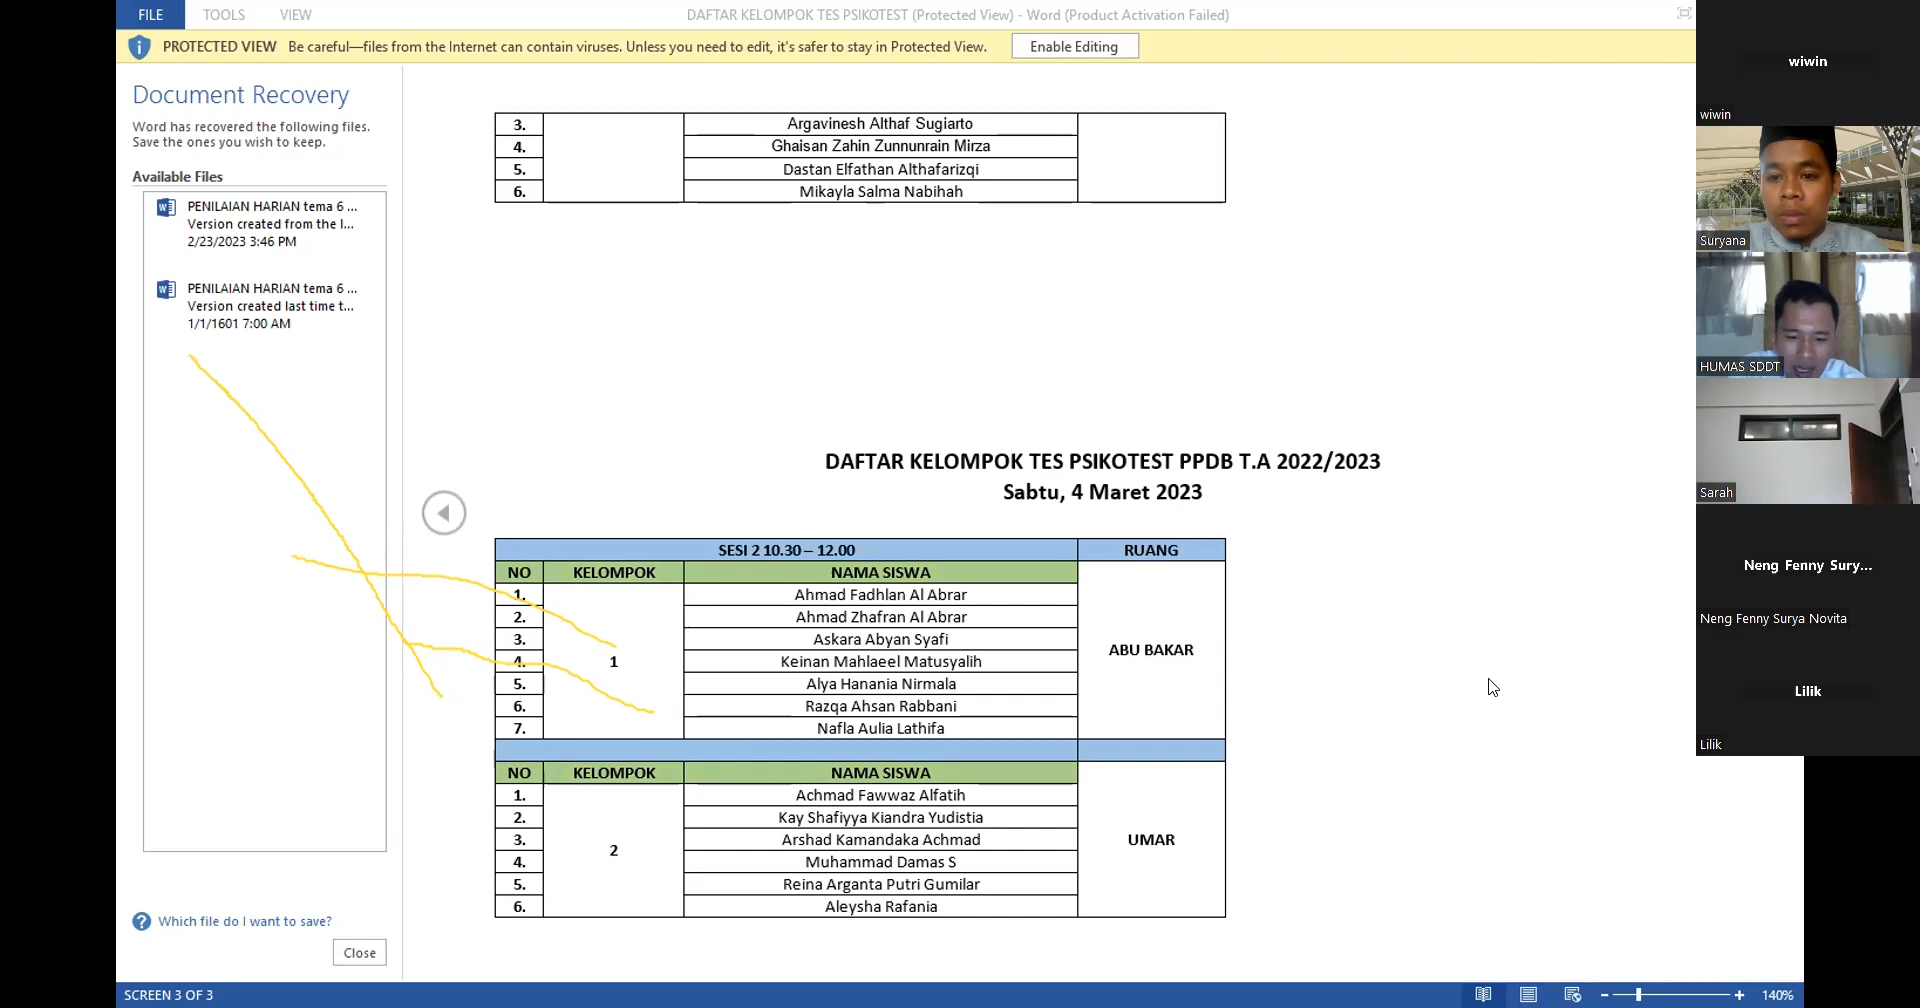 FILE TOOLS VIEW DAFTAR KELOMPOK TES PSIKOTEST (Protected View) - Word (Product Activation Failed)
PROTECTED VIEW Be careful—files from the Internet can contain viruses. Unless you need to edit, it's safer to stay in Protected View. Enable Editing
Document Recovery
Word has recovered the following files.
Save the ones you wish to keep.
Available Files
PENILAIAN HARIAN tema 6 ...
Version created from the l...
2/23/2023 3:46 PM
PENILAIAN HARIAN tema 6 ...
Version created last time t...
1/1/1601 7:00 AM
Which file do I want to save?
Close
3. Argavinesh Althaf Sugiarto
4. Ghaisan Zahin Zunnunrain Mirza
5. Dastan Elfathan Althafarizqi
6. Mikayla Salma Nabihah
DAFTAR KELOMPOK TES PSIKOTEST PPDB T.A 2022/2023
Sabtu, 4 Maret 2023
SESI 2 10.30 – 12.00 RUANG
NO KELOMPOK NAMA SISWA
1. Ahmad Fadhlan Al Abrar
2. Ahmad Zhafran Al Abrar
3. Askara Abyan Syafi
4. 1 Keinan Mahlaeel Matusyalih ABU BAKAR
5. Alya Hanania Nirmala
6. Razqa Ahsan Rabbani
7. Nafla Aulia Lathifa
NO KELOMPOK NAMA SISWA
1. Achmad Fawwaz Alfatih
2. Kay Shafiyya Kiandra Yudistia
3. Arshad Kamandaka Achmad UMAR
4. 2 Muhammad Damas S
5. Reina Arganta Putri Gumilar
6. Aleysha Rafania
SCREEN 3 OF 3 140%
wiwin
wiwin
Suryana
HUMAS SDDT
Sarah
Neng Fenny Sury...
Neng Fenny Surya Novita
Lilik
Lilik